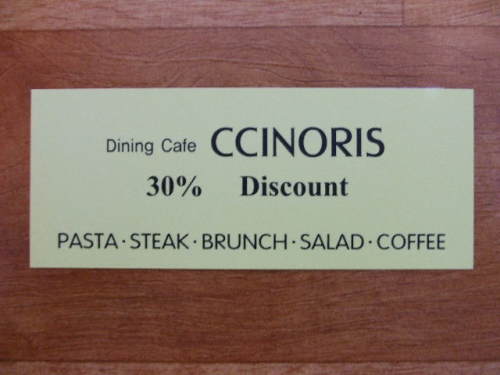 Dining Cafe CCINORIS
30% Discount
PASTA·STEAK·BRUNCH·SALAD·COFFEE